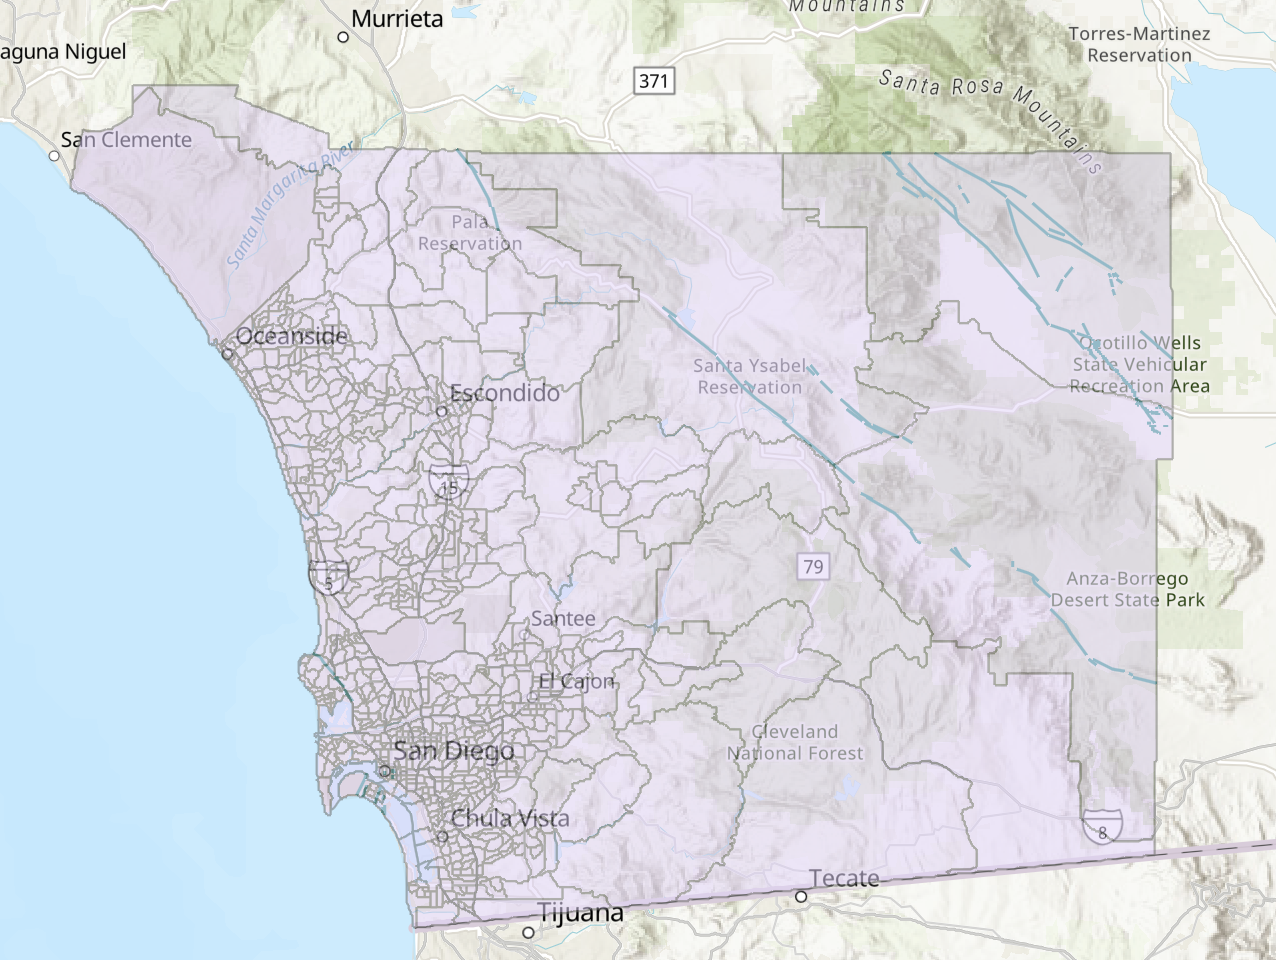 Murrieta
Mountains
aguna Niguel
Torres-Martinez
Reservation
371
Santa Rosa Mountains
San Clemente
Santa Margarita River
Pala
Reservation
Oceanside
Ocotillo Wells
State Vehicular
Recreation Area
Santa Ysabel
Reservation
Escondido
15
79
5
Anza-Borrego
Desert State Park
Santee
El Cajon
Cleveland
National Forest
San Diego
Chula Vista
8
Tecate
Tijuana